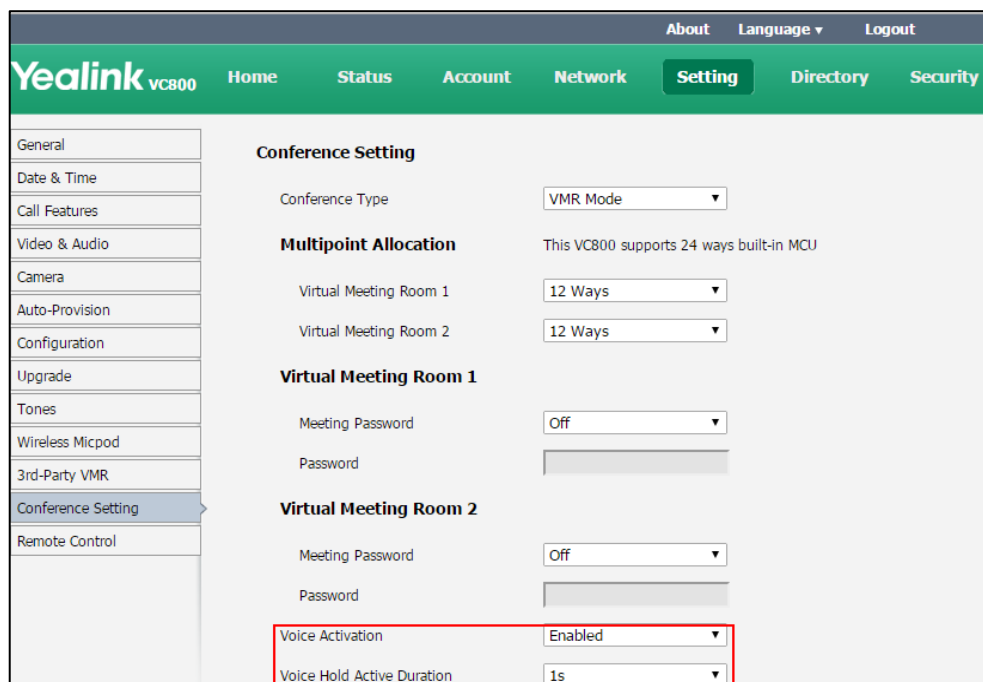 About Language ▾ Logout
Yealink VC800 Home Status Account Network Setting Directory Security
General
Date & Time
Call Features
Video & Audio
Camera
Auto-Provision
Configuration
Upgrade
Tones
Wireless Micpod
3rd-Party VMR
Conference Setting
Remote Control
Conference Setting
Conference Type VMR Mode
Multipoint Allocation This VC800 supports 24 ways built-in MCU
Virtual Meeting Room 1 12 Ways
Virtual Meeting Room 2 12 Ways
Virtual Meeting Room 1
Meeting Password Off
Password
Virtual Meeting Room 2
Meeting Password Off
Password
Voice Activation Enabled
Voice Hold Active Duration 1s